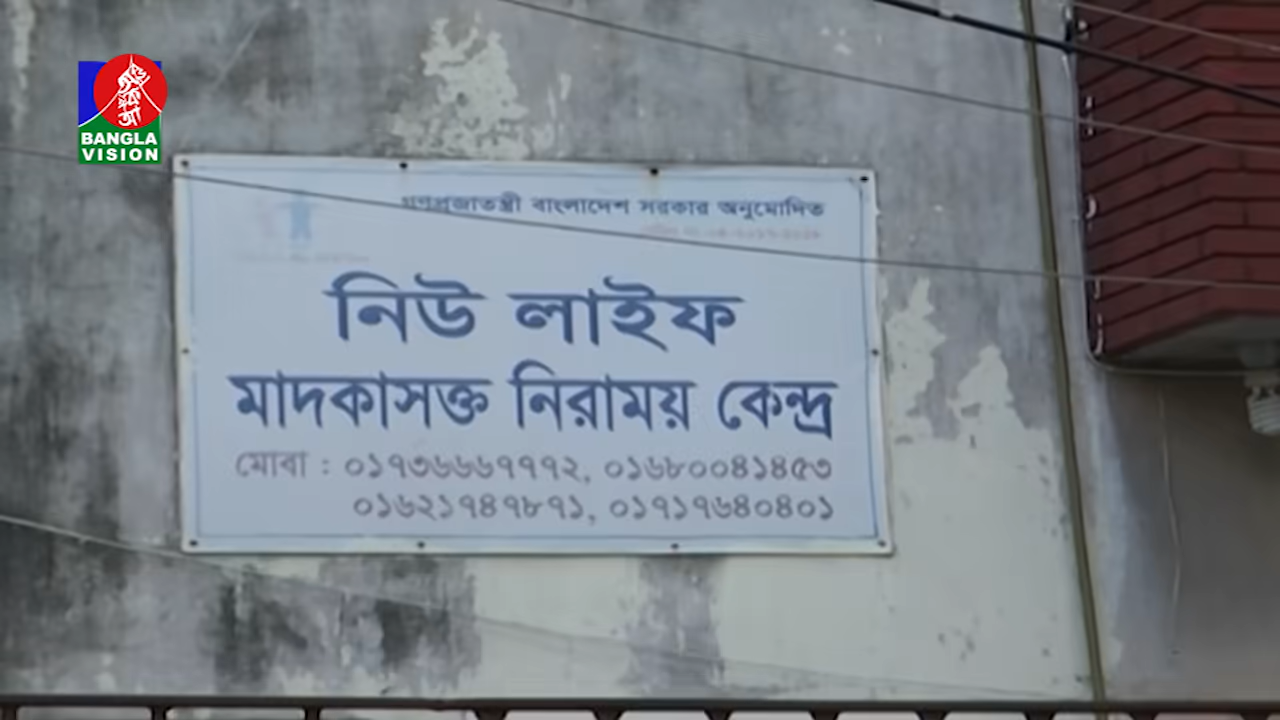 BANGLA
VISION
গণপ্রজাতন্ত্রী বাংলাদেশ সরকার অনুমোদিত
নিউ লাইফ
মাদকাসক্ত নিরাময় কেন্দ্র
মোবা : ০১৭৩৬৬৬৭৭৭২, ০১৬৮০০৪১৪৫৩
০১৬২১৭৪৭৮৭১, ০১৭১৭৬৪০৪০১